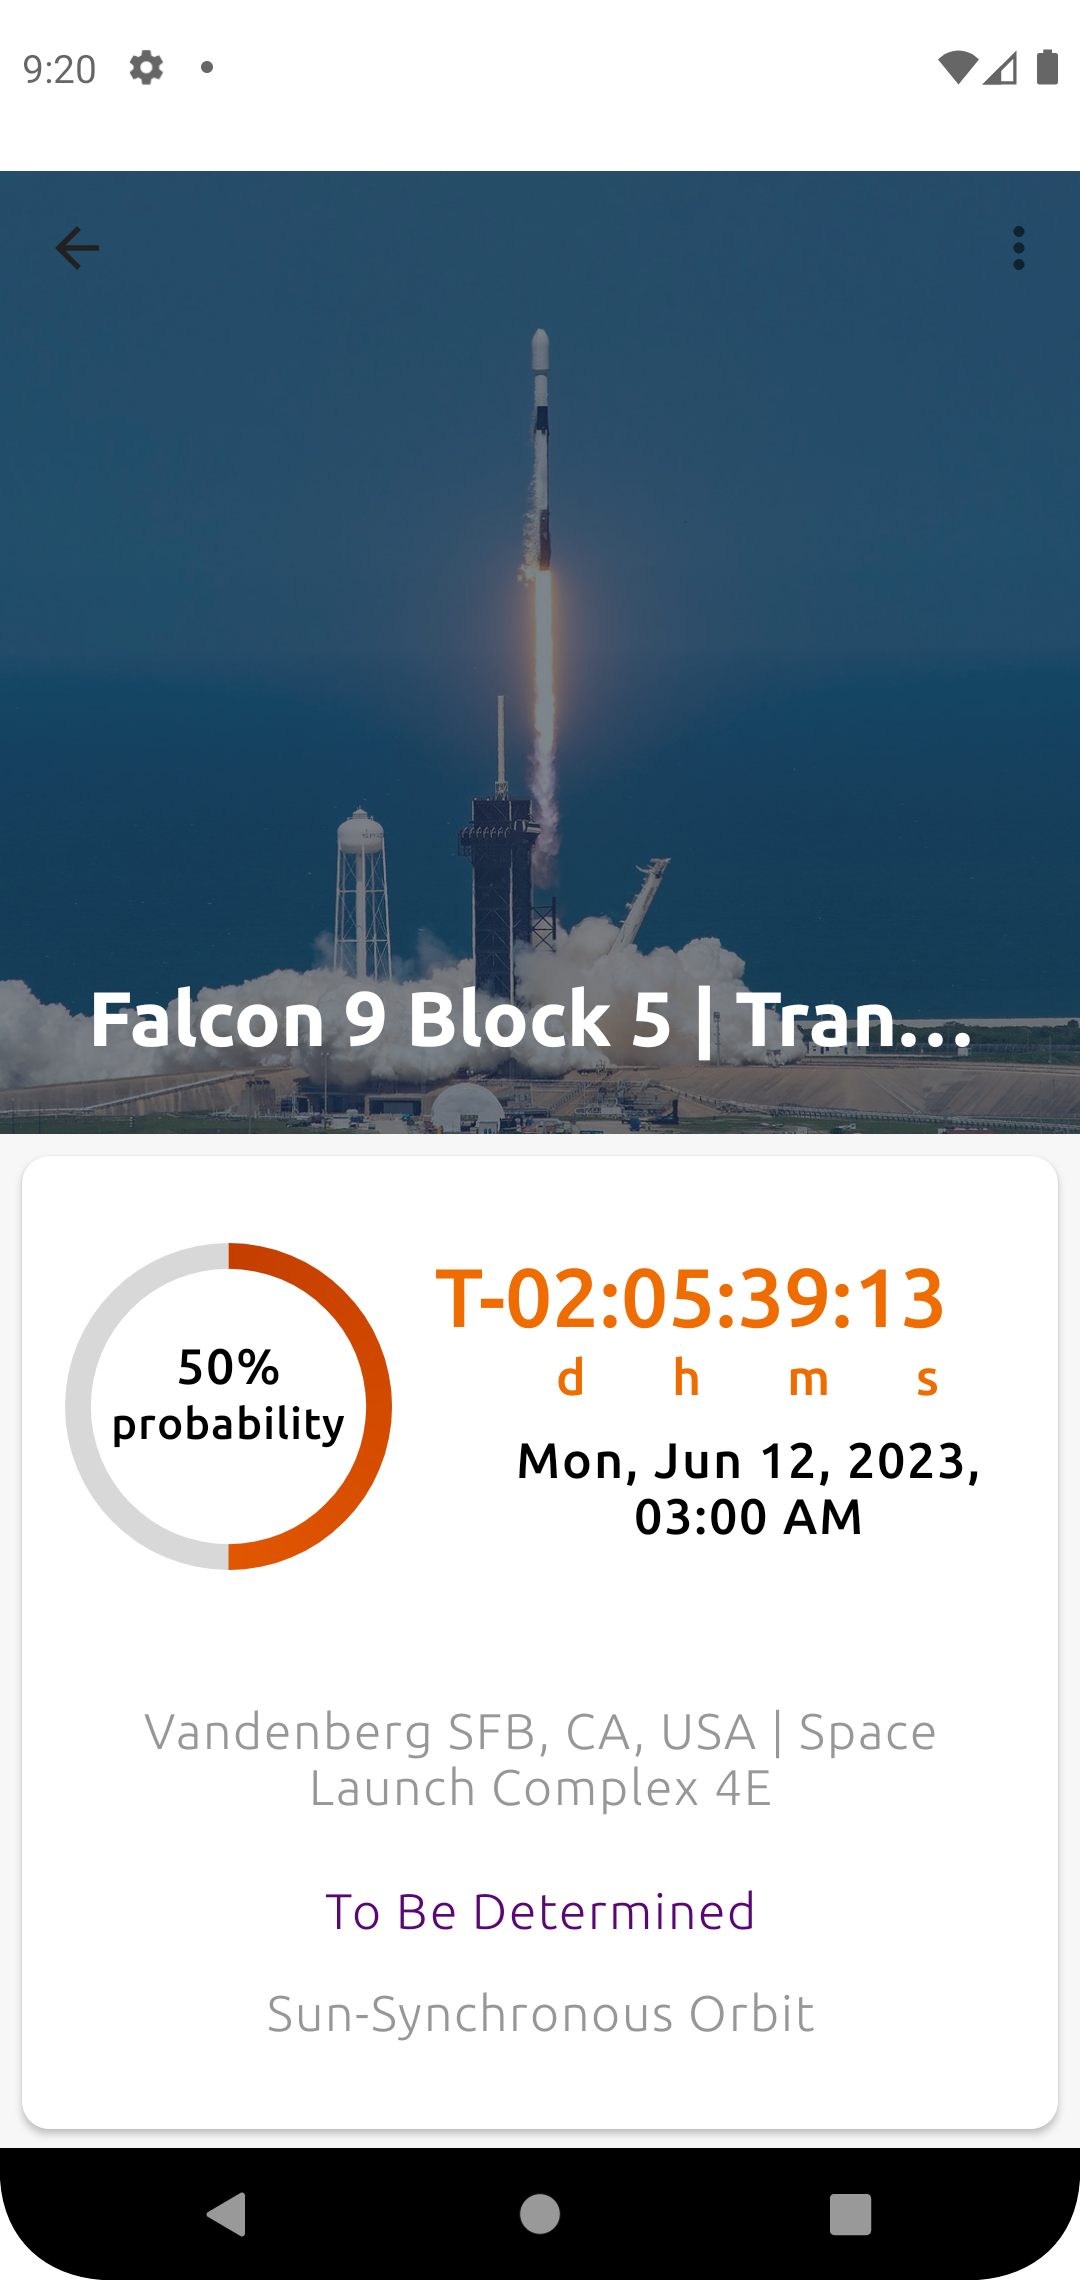 9:20
Falcon 9 Block 5 | Tran...
50%
probability
T-02:05:39:13
d h m s
Mon, Jun 12, 2023,
03:00 AM
Vandenberg SFB, CA, USA | Space
Launch Complex 4E
To Be Determined
Sun-Synchronous Orbit